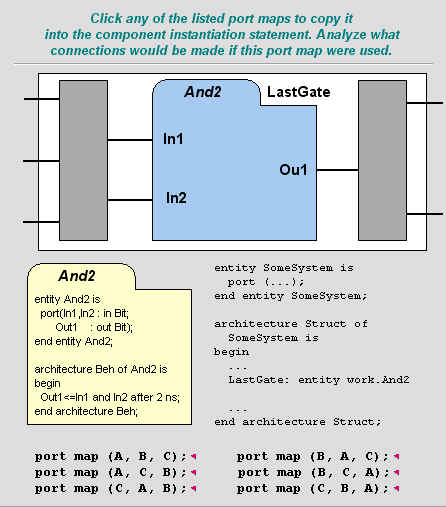 Click any of the listed port maps to copy it
into the component instantiation statement. Analyze what
connections would be made if this port map were used.
And2
LastGate
In1
Ou1
In2
And2
entity And2 is
port(In1,In2 : in Bit;
Out1 : out Bit);
end entity And2;
architecture Beh of And2 is
begin
Out1<=In1 and In2 after 2 ns;
end architecture Beh;
entity SomeSystem is
port (...);
end entity SomeSystem;
architecture Struct of
SomeSystem is
begin
...
LastGate: entity work.And2
...
end architecture Struct;
port map (A, B, C);
port map (A, C, B);
port map (C, A, B);
port map (B, A, C);
port map (B, C, A);
port map (C, B, A);